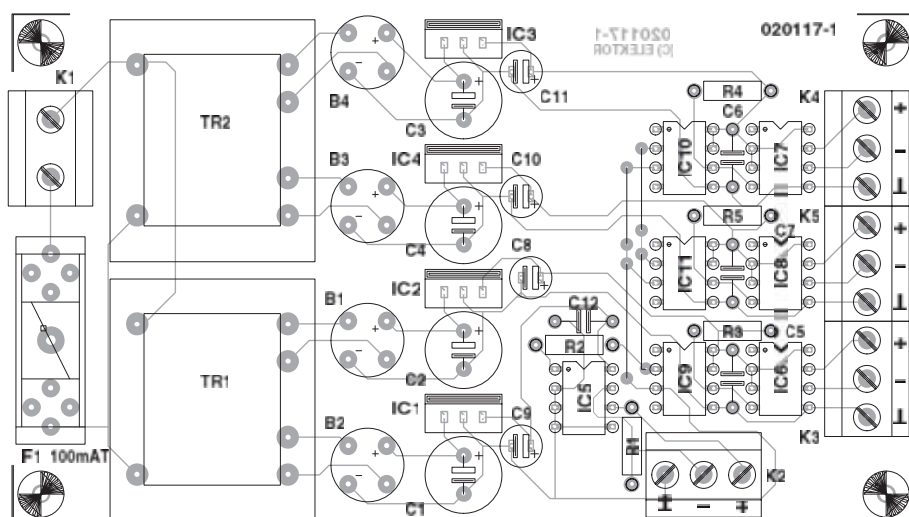 IC3
020117-1
(C) ELEKTOR
020117-1
K1
B4
C3
C11
R4
K4
+
-
⊥
C6
TR2
IC10
IC7
B3
IC4
C10
C4
R5
K5
+
-
⊥
C7
IC11
IC8
C8
B1
IC2
C12
R2
R3
C5
C2
+
-
⊥
TR1
IC5
IC9
IC6
B2
IC1
C9
R1
K3
F1 100mAT
C1
K2
⊥ - +